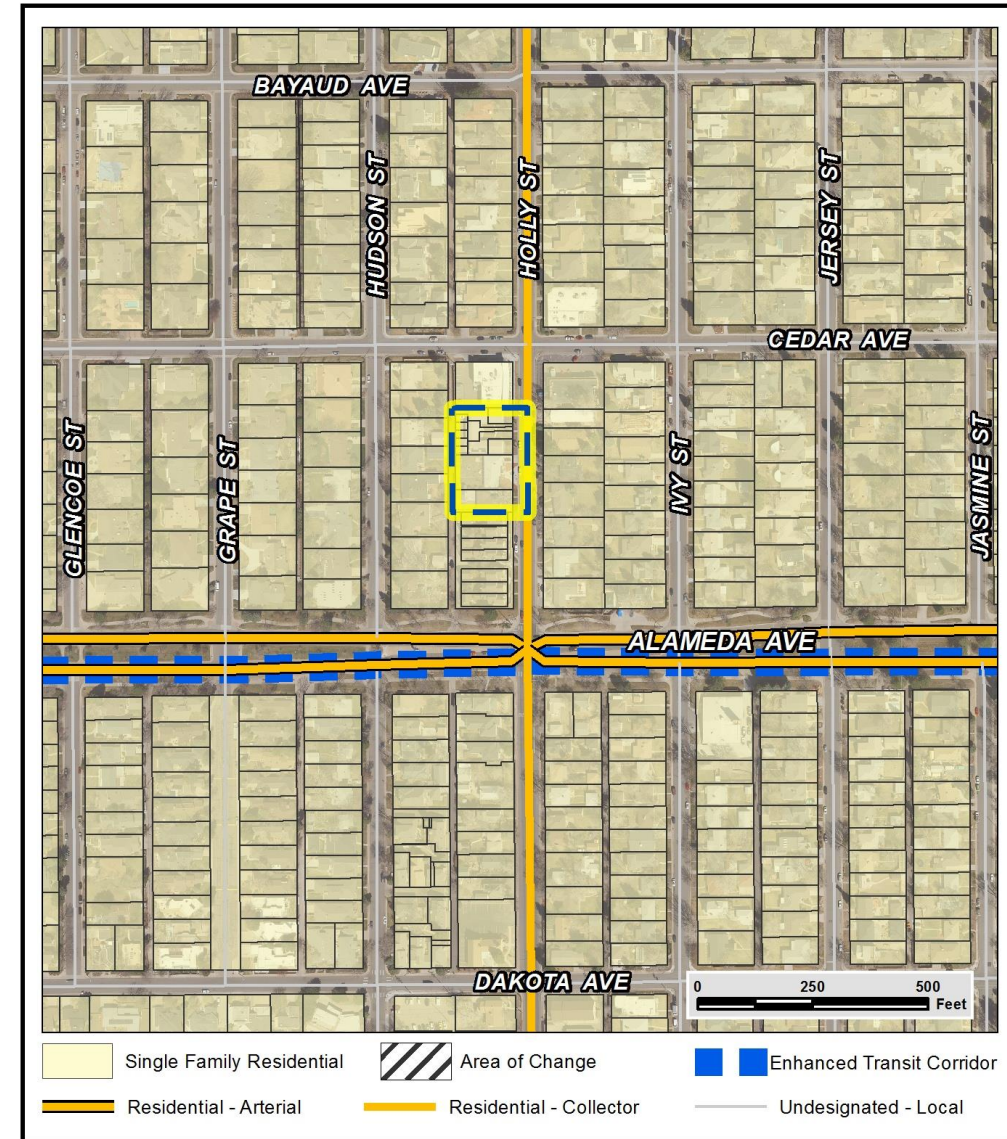 BAYAUD AVE
HUDSON ST
HOLLY ST
JERSEY ST
CEDAR AVE
GLENCOE ST
GRAPE ST
IVY ST
JASMINE ST
ALAMEDA AVE
DAKOTA AVE
0 250 500
Feet
Single Family Residential
Area of Change
Enhanced Transit Corridor
Residential - Arterial
Residential - Collector
Undesignated - Local